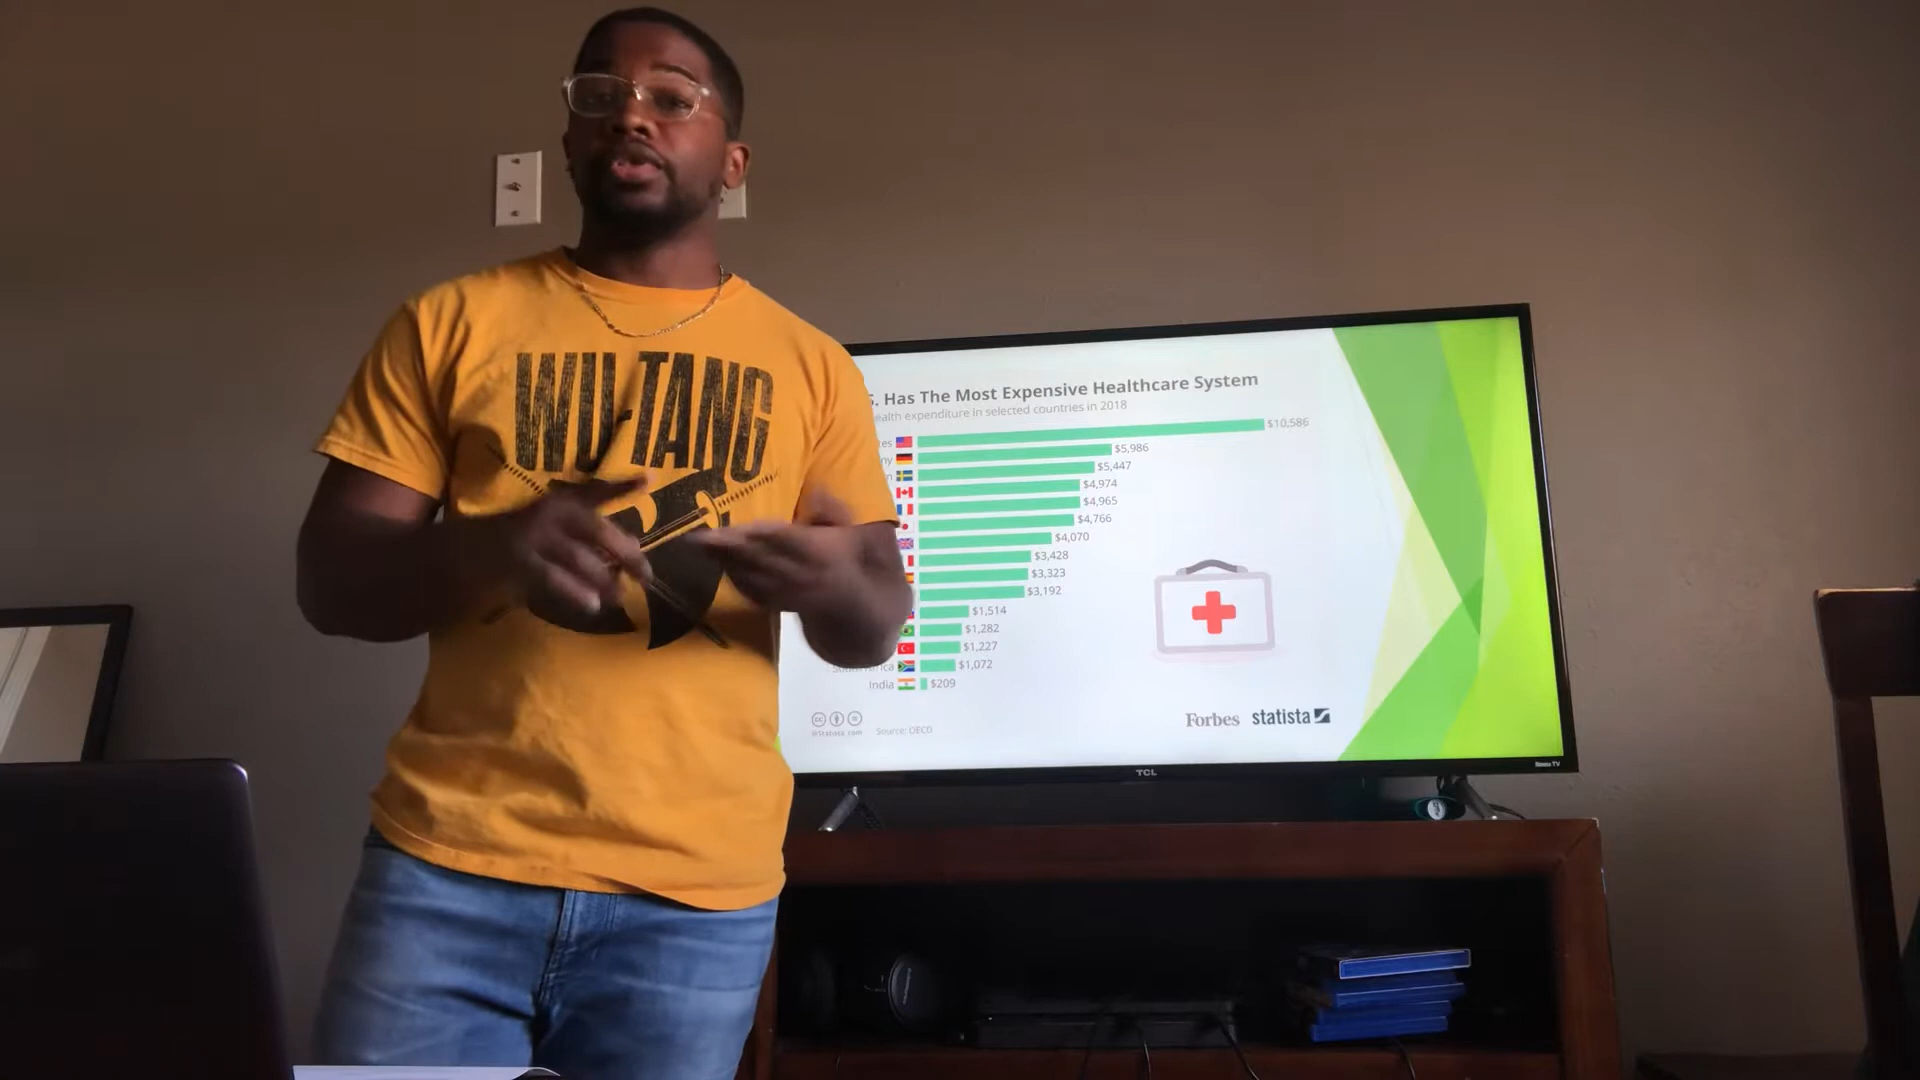 WU-TANG
Has The Most Expensive Healthcare System
expenditure in selected countries in 2018
$10,586
$5,986
$5,447
$4,974
$4,965
$4,766
$4,070
$3,428
$3,323
$3,192
$1,514
$1,282
$1,227
$1,072
India $209
Source: OECD
Forbes statista
TCL
Roku TV